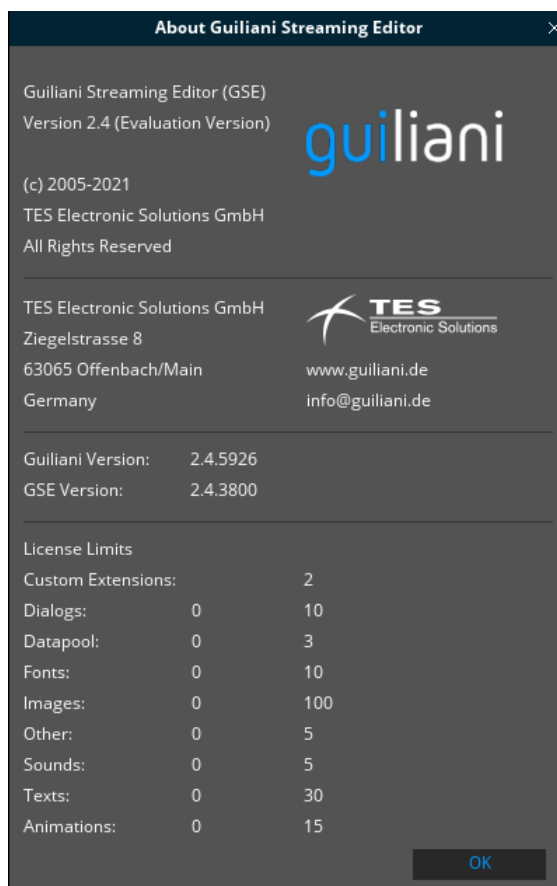 About Guiliani Streaming Editor
Guiliani Streaming Editor (GSE)
Version 2.4 (Evaluation Version)
guiliani
(c) 2005-2021
TES Electronic Solutions GmbH
All Rights Reserved
TES Electronic Solutions GmbH
TES
Electronic Solutions
Ziegelstrasse 8
63065 Offenbach/Main www.guiliani.de
Germany info@guiliani.de
Guiliani Version: 2.4.5926
GSE Version: 2.4.3800
License Limits
Custom Extensions: 2
Dialogs: 0 10
Datapool: 0 3
Fonts: 0 10
Images: 0 100
Other: 0 5
Sounds: 0 5
Texts: 0 30
Animations: 0 15
OK